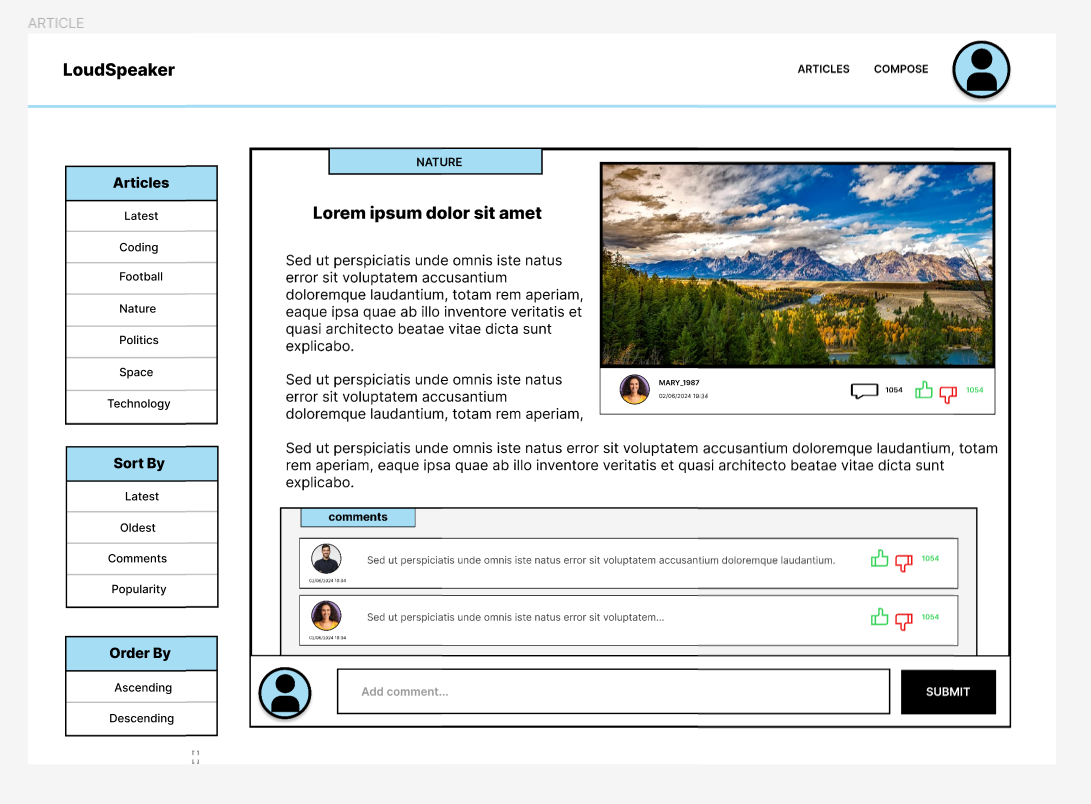 ARTICLE
LoudSpeaker
ARTICLES
COMPOSE
Articles
Latest
Coding
Football
Nature
Politics
Space
Technology
Sort By
Latest
Oldest
Comments
Popularity
Order By
Ascending
Descending
NATURE
Lorem ipsum dolor sit amet
Sed ut perspiciatis unde omnis iste natus
error sit voluptatem accusantium
doloremque laudantium, totam rem aperiam,
eaque ipsa quae ab illo inventore veritatis et
quasi architecto beatae vitae dicta sunt
explicabo.
Sed ut perspiciatis unde omnis iste natus
error sit voluptatem accusantium
doloremque laudantium, totam rem aperiam,
MARY_1987
02/06/2024 19:34
1054
1054
Sed ut perspiciatis unde omnis iste natus error sit voluptatem accusantium doloremque laudantium, totam
rem aperiam, eaque ipsa quae ab illo inventore veritatis et quasi architecto beatae vitae dicta sunt
explicabo.
comments
Sed ut perspiciatis unde omnis iste natus error sit voluptatem accusantium doloremque laudantium.
1054
02/06/2024 19:34
Sed ut perspiciatis unde omnis iste natus error sit voluptatem...
1054
02/06/2024 19:34
Add comment...
SUBMIT